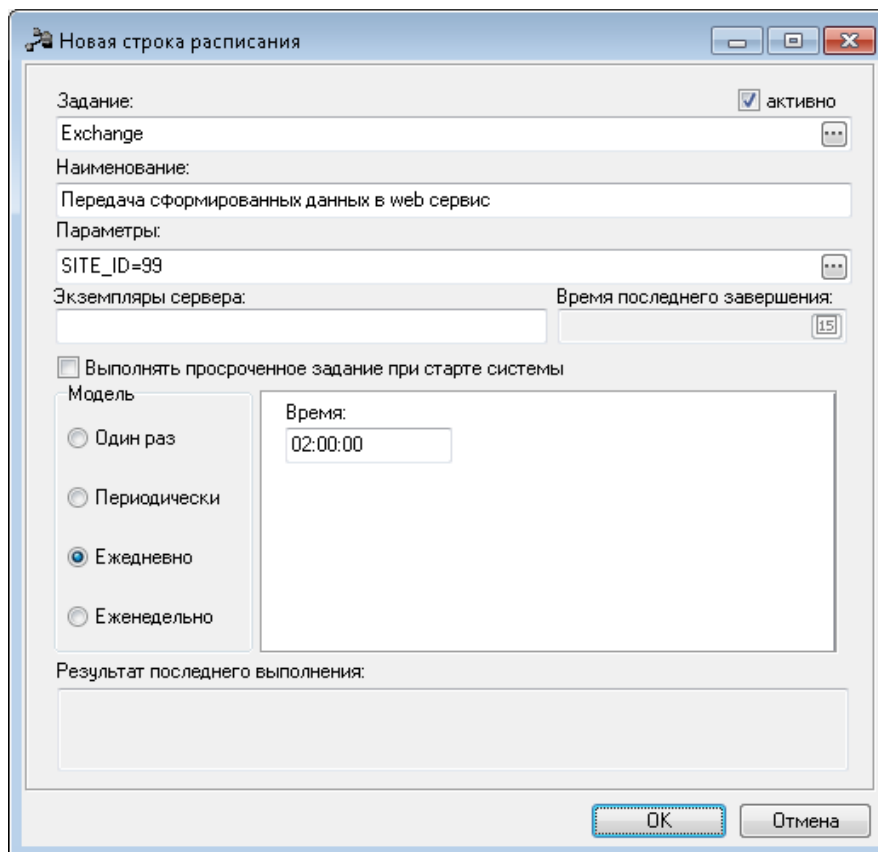 Новая строка расписания
Задание:
активно
Exchange
Наименование:
Передача сформированных данных в web сервис
Параметры:
SITE_ID=99
Экземпляры сервера:
Время последнего завершения:
15
Выполнять просроченное задание при старте системы
Модель
Время:
Один раз
02:00:00
Периодически
Ежедневно
Еженедельно
Результат последнего выполнения:
OK
Отмена